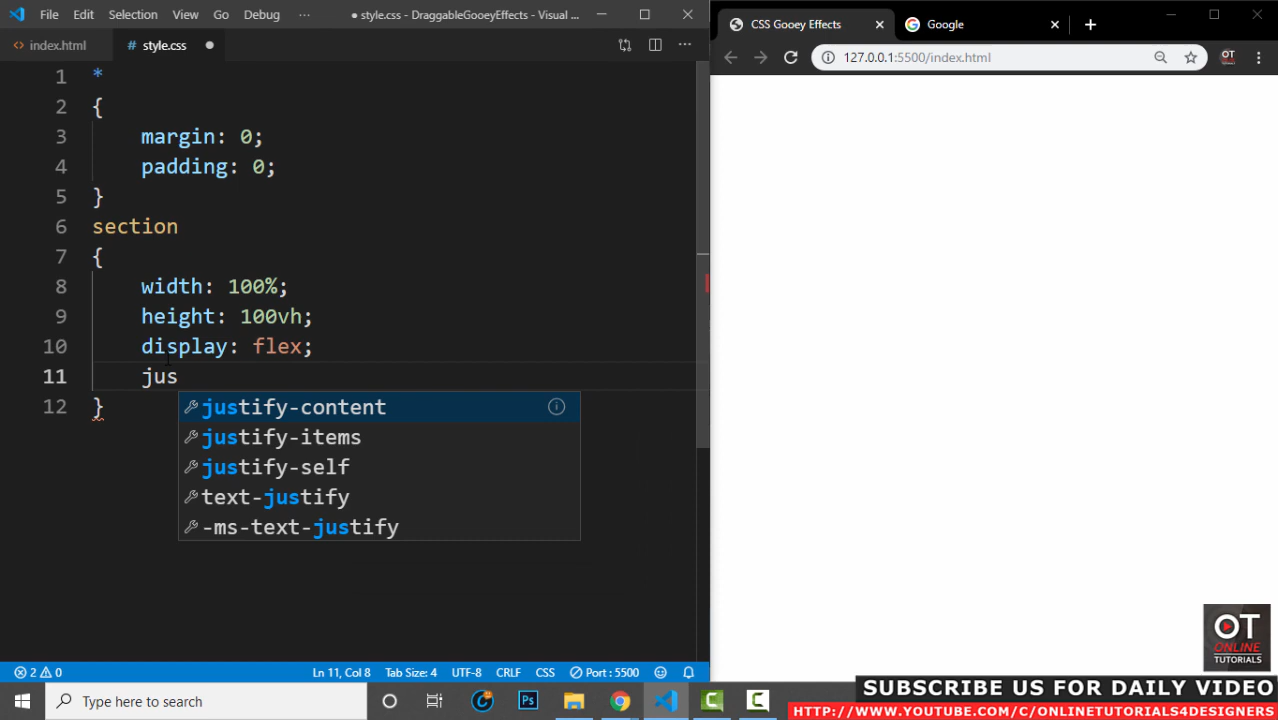 File Edit Selection View Go Debug ··· ● style.css - DraggableGooeyEffects - Visual ...
index.html style.css ●
1 *
2 {
3 margin: 0;
4 padding: 0;
5 }
6 section
7 {
8 width: 100%;
9 height: 100vh;
10 display: flex;
11 jus
12 }
justify-content
justify-items
justify-self
text-justify
-ms-text-justify
2 0 Ln 11, Col 8 Tab Size: 4 UTF-8 CRLF CSS Port : 5500
Type here to search
Ps
CSS Gooey Effects Google
127.0.0.1:5500/index.html OT
OT
ONLINE
TUTORIALS
SUBSCRIBE US FOR DAILY VIDEO
HTTP://WWW.YOUTUBE.COM/C/ONLINETUTORIALS4DESIGNERS